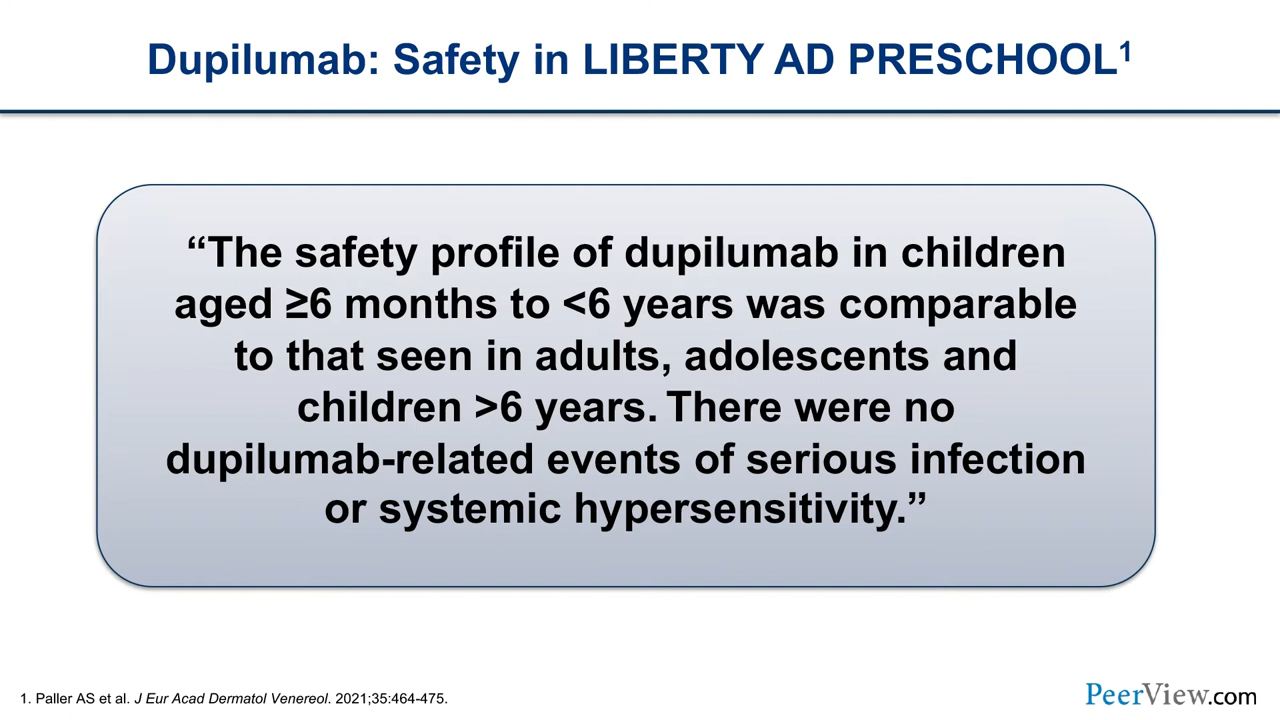 Dupilumab: Safety in LIBERTY AD PRESCHOOL¹
“The safety profile of dupilumab in children
aged ≥6 months to <6 years was comparable
to that seen in adults, adolescents and
children >6 years. There were no
dupilumab-related events of serious infection
or systemic hypersensitivity.”
1. Paller AS et al. J Eur Acad Dermatol Venereol. 2021;35:464-475.
PeerView.com